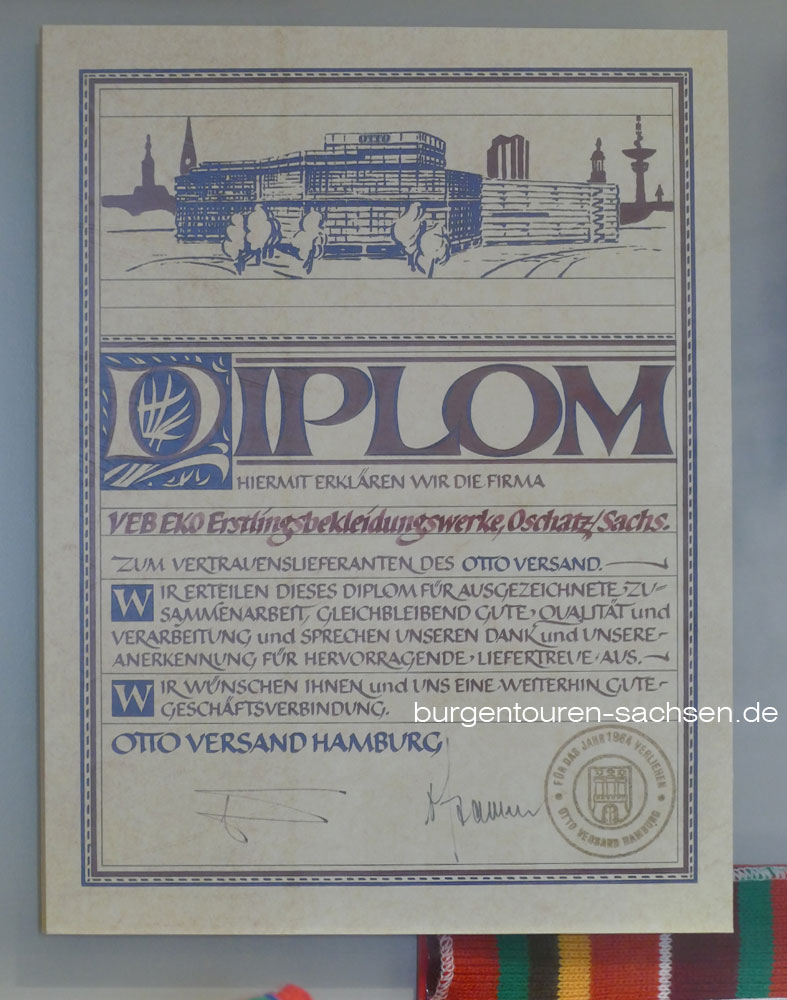 OTTO
DIPLOM
HIERMIT ERKLÄREN WIR DIE FIRMA
VEB EKO Erstlingsbekleidungswerke, Oschatz/Sachs.
ZUM VERTRAUENSLIEFERANTEN DES OTTO VERSAND.
WIR ERTEILEN DIESES DIPLOM FÜR AUSGEZEICHNETE ZU-
SAMMENARBEIT, GLEICHBLEIBEND GUTE QUALITÄT und
VERARBEITUNG und SPRECHEN UNSEREN DANK und UNSERE
ANERKENNUNG FÜR HERVORRAGENDE LIEFERTREUE AUS.
WIR WÜNSCHEN IHNEN und UNS EINE WEITERHIN GUTE
GESCHÄFTSVERBINDUNG.
burgentouren-sachsen.de
OTTO VERSAND HAMBURG
FÜR DAS JAHR 1984 VERLIEHEN
OTTO VERSAND HAMBURG